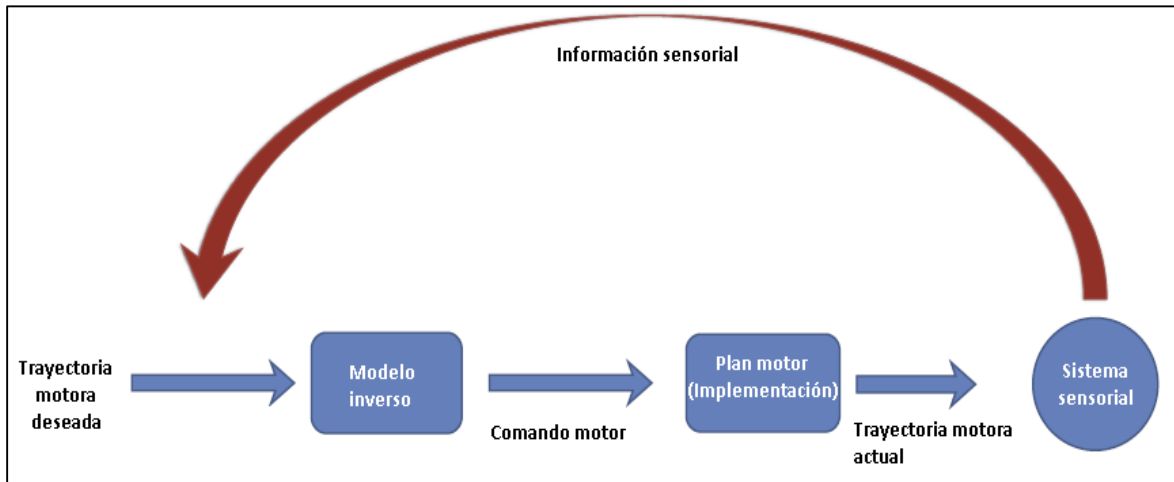 Información sensorial
Trayectoria
motora
deseada
Modelo
inverso
Comando motor
Plan motor
(Implementación)
Trayectoria motora
actual
Sistema
sensorial